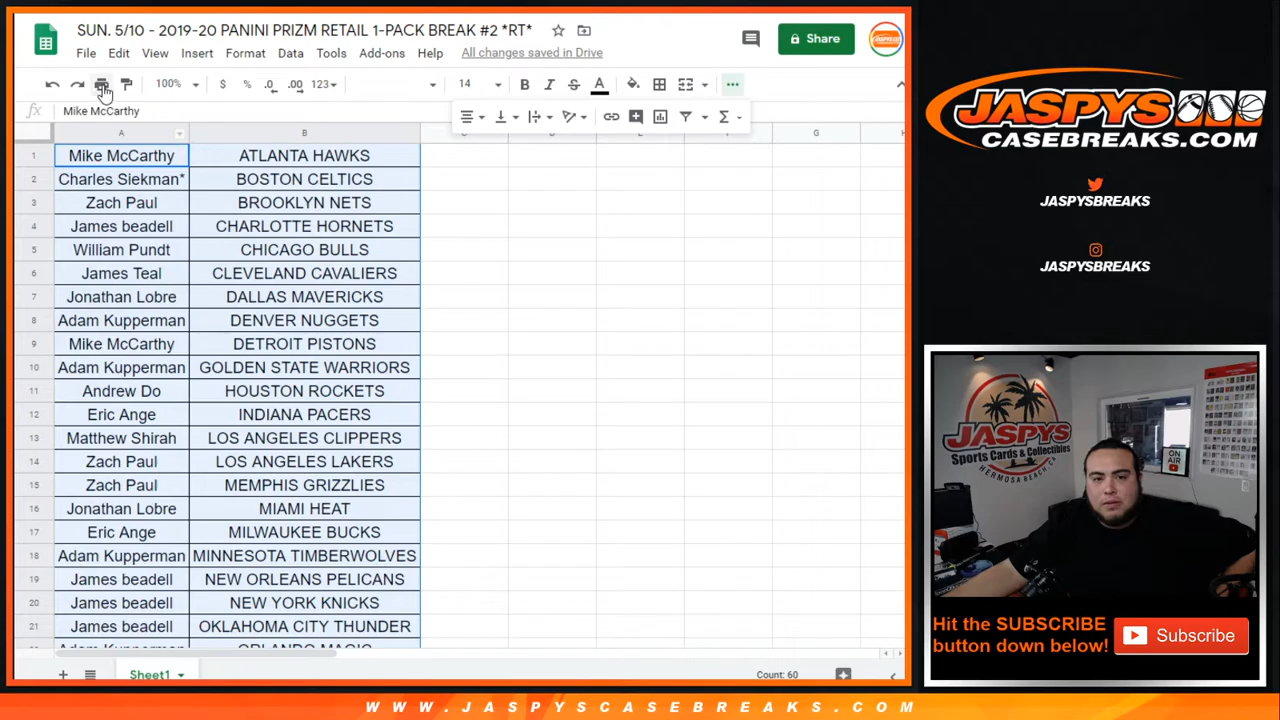 SUN. 5/10 - 2019-20 PANINI PRIZM RETAIL 1-PACK BREAK #2 *RT*
Share
File Edit View Insert Format Data Tools Add-ons Help All changes saved in Drive
100% $ % .0 .00 123 14 B I S A
fx Mike McCarthy
A B G
1 Mike McCarthy ATLANTA HAWKS
2 Charles Siekman* BOSTON CELTICS
3 Zach Paul BROOKLYN NETS
4 James beadell CHARLOTTE HORNETS
5 William Pundt CHICAGO BULLS
6 James Teal CLEVELAND CAVALIERS
7 Jonathan Lobre DALLAS MAVERICKS
8 Adam Kupperman DENVER NUGGETS
9 Mike McCarthy DETROIT PISTONS
10 Adam Kupperman GOLDEN STATE WARRIORS
11 Andrew Do HOUSTON ROCKETS
12 Eric Ange INDIANA PACERS
13 Matthew Shirah LOS ANGELES CLIPPERS
14 Zach Paul LOS ANGELES LAKERS
15 Zach Paul MEMPHIS GRIZZLIES
16 Jonathan Lobre MIAMI HEAT
17 Eric Ange MILWAUKEE BUCKS
18 Adam Kupperman MINNESOTA TIMBERWOLVES
19 James beadell NEW ORLEANS PELICANS
20 James beadell NEW YORK KNICKS
21 James beadell OKLAHOMA CITY THUNDER
Adam Kupperman ORLANDO MAGIC
Sheet1 Count: 60
JASPYS
CASEBREAKS.COM
JASPYSBREAKS
JASPYSBREAKS
JASPYS
Sports Cards & Collectibles
HERMOSA BEACH, CA
ON
AIR
Hit the SUBSCRIBE
button down below!
Subscribe
WWW.JASPYSCASEBREAKS.COM